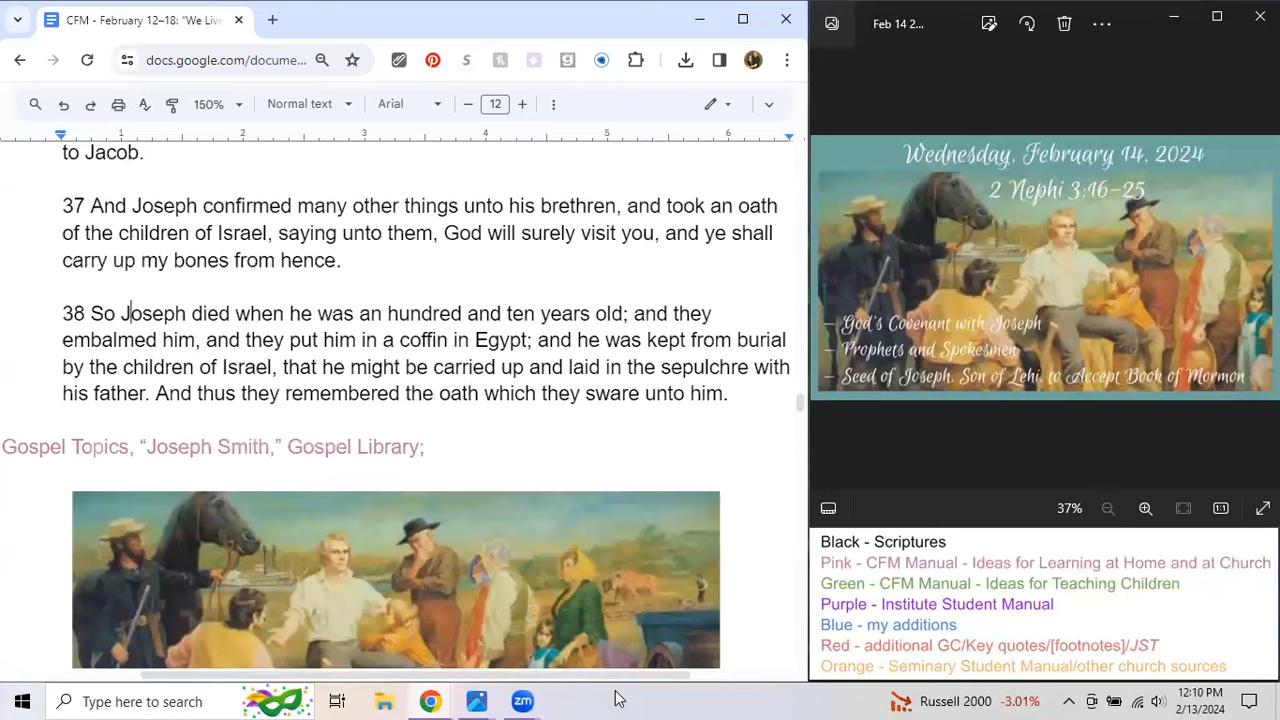 CFM - February 12–18: “We Live
docs.google.com/docume...
150%
Normal text
Arial
12
1 2 3 4 5 6
to Jacob.
37 And Joseph confirmed many other things unto his brethren, and took an oath
of the children of Israel, saying unto them, God will surely visit you, and ye shall
carry up my bones from hence.
38 So Joseph died when he was an hundred and ten years old; and they
embalmed him, and they put him in a coffin in Egypt; and he was kept from burial
by the children of Israel, that he might be carried up and laid in the sepulchre with
his father. And thus they remembered the oath which they sware unto him.
Gospel Topics, “Joseph Smith,” Gospel Library;
Feb 14 2...
Wednesday, February 14, 2024
2 Nephi 3:16-25
- God's Covenant with Joseph
- Prophets and Spokesmen
- Seed of Joseph, Son of Lehi, to Accept Book of Mormon
37%
1:1
Black - Scriptures
Pink - CFM Manual - Ideas for Learning at Home and at Church
Green - CFM Manual - Ideas for Teaching Children
Purple - Institute Student Manual
Blue - my additions
Red - additional GC/Key quotes/[footnotes]/JST
Orange - Seminary Student Manual/other church sources
Type here to search
zm
Russell 2000 -3.01%
12:10 PM
2/13/2024